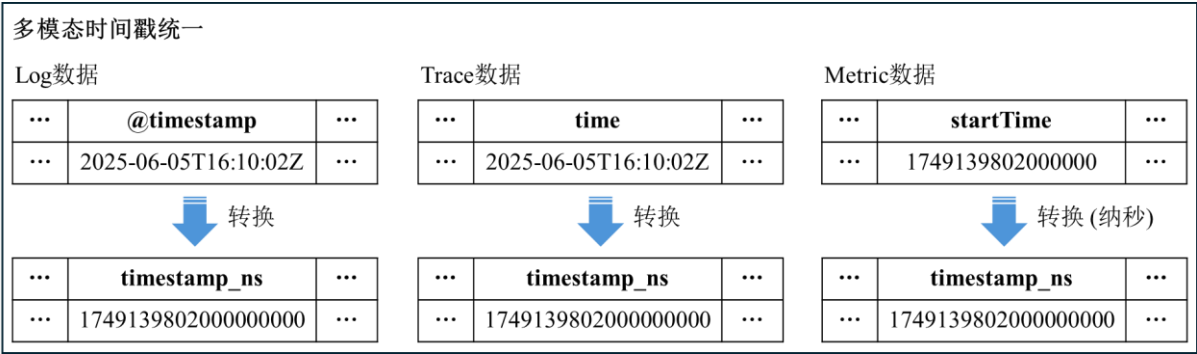 多模态时间戳统一
Log数据 Trace数据 Metric数据
··· @timestamp ··· ··· time ··· ··· startTime ···
··· 2025-06-05T16:10:02Z ··· ··· 2025-06-05T16:10:02Z ··· ··· 1749139802000000 ···
转换 转换 转换 (纳秒)
··· timestamp_ns ··· ··· timestamp_ns ··· ··· timestamp_ns ···
··· 1749139802000000000 ··· ··· 1749139802000000000 ··· ··· 1749139802000000000 ···